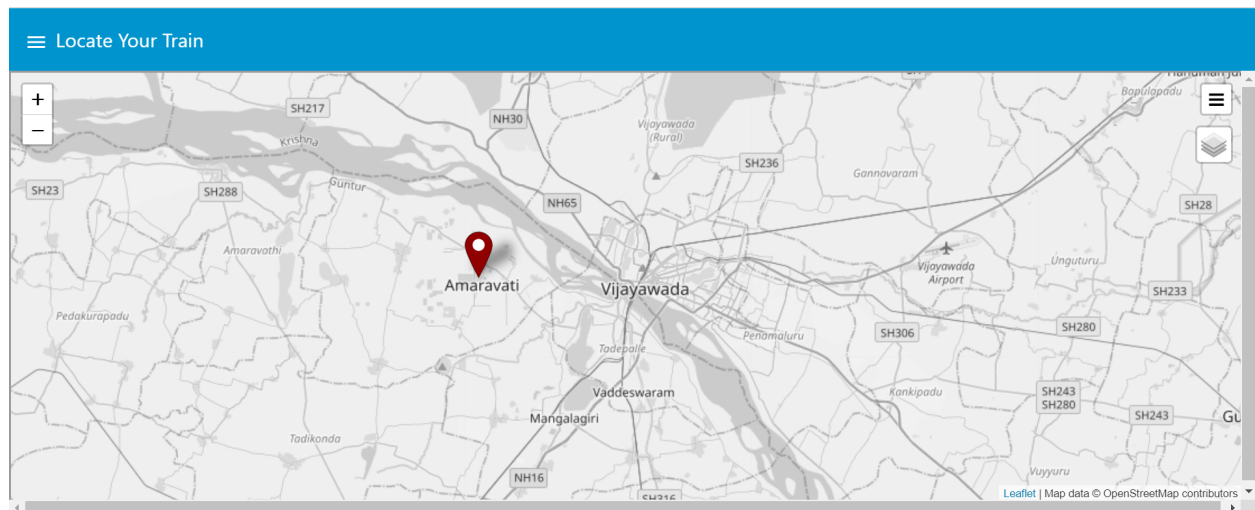 Locate Your Train
+
−
SH217
NH30
Vijayawada
(Rural)
Hanuman Ju
Bapulapadu
Krishna
SH236
Gannavaram
SH23
SH288
Guntur
NH65
SH28
Amaravathi
Amaravati
Vijayawada
Vijayawada
Airport
Unguturu
SH233
Pedakurapadu
Penamaluru
SH306
SH280
Tadepalle
Vaddeswaram
Kankipadu
SH243
SH280
SH243
Gu
Mangalagiri
Tadikonda
NH16
SH316
Vuyyuru
Leaflet | Map data © OpenStreetMap contributors